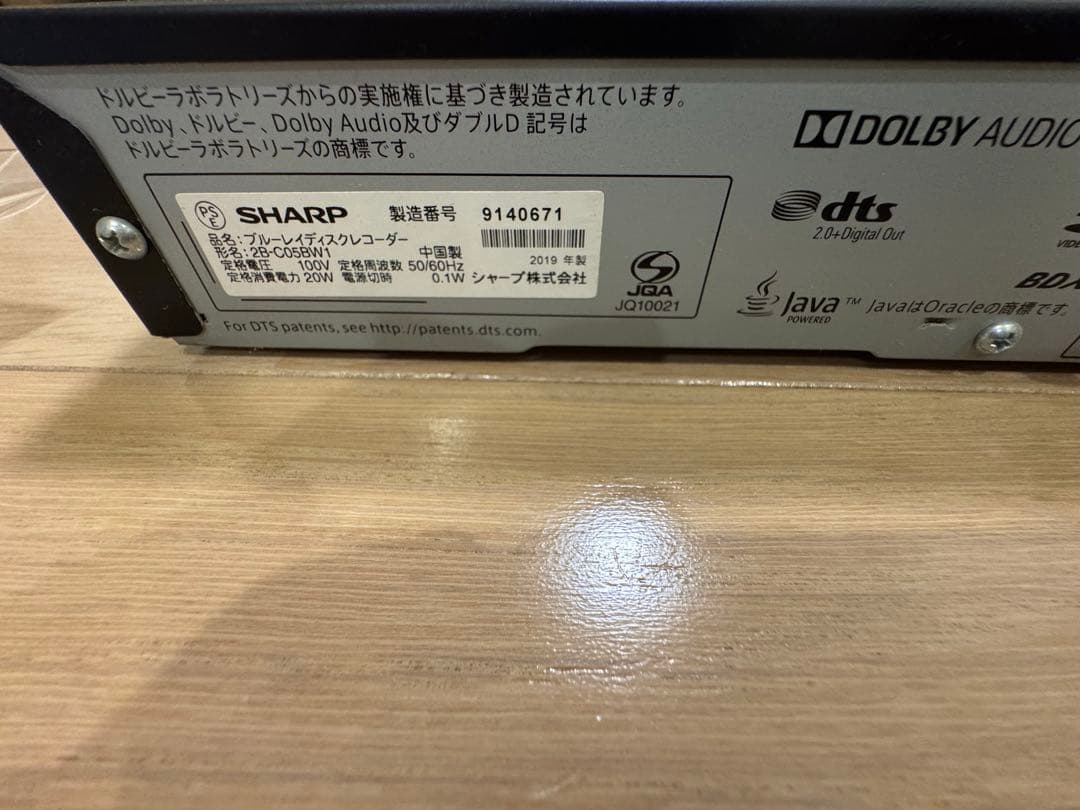 ドルビーラボラトリーズからの実施権に基づき製造されています。
Dolby、ドルビー、Dolby Audio及びダブルD 記号は
ドルビーラボラトリーズの商標です。
DOLBY AUDIO
PSE SHARP 製造番号 9140671
品名:ブルーレイディスクレコーダー
形名:2B-C05BW1 中国製 2019 年製
定格電圧 100V 定格周波数 50/60Hz
定格消費電力 20W 電源切時 0.1W シャープ株式会社
JQA
JQ10021
dts
2.0+Digital Out
Java™ JavaはOracleの商標です。
POWERED
For DTS patents, see http://patents.dts.com.